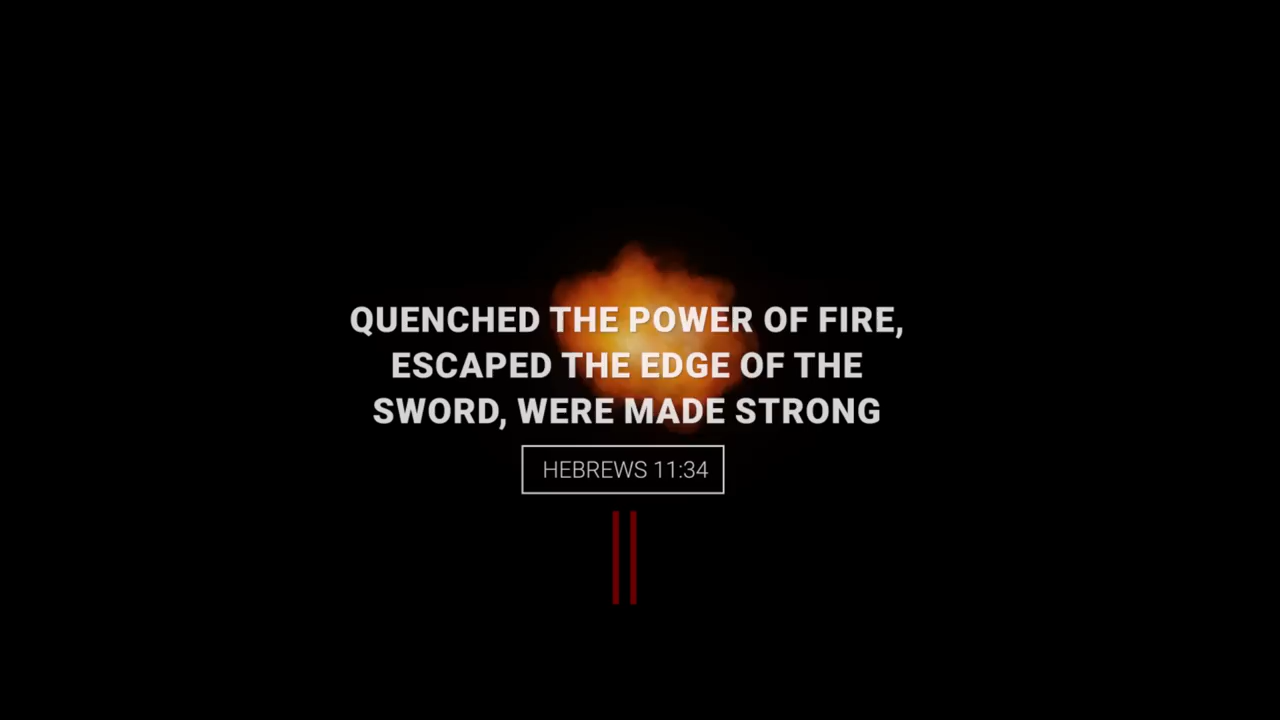 QUENCHED THE POWER OF FIRE,
ESCAPED THE EDGE OF THE
SWORD, WERE MADE STRONG
HEBREWS 11:34